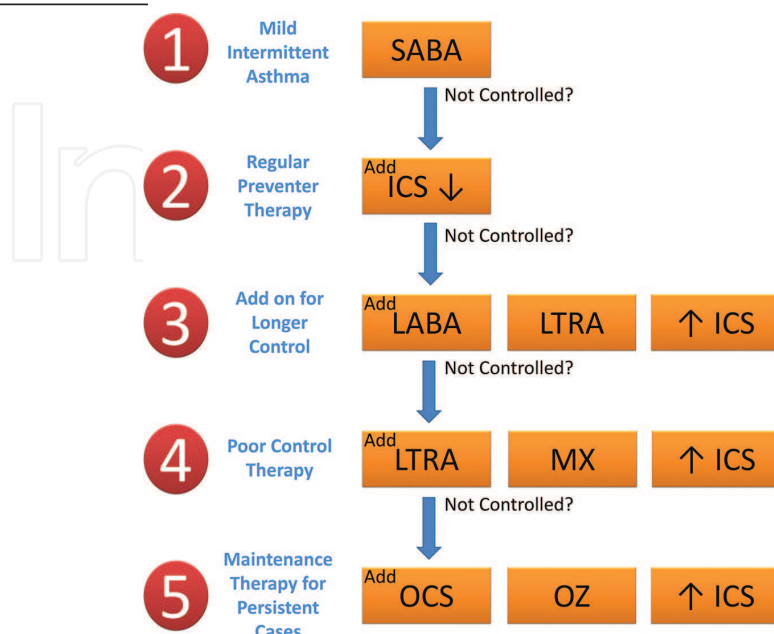 1
Mild
Intermittent
Asthma
SABA
Not Controlled?
2
Regular
Preventer
Therapy
Add
ICS ↓
Not Controlled?
3
Add on for
Longer
Control
Add
LABA
LTRA
↑ ICS
Not Controlled?
4
Poor Control
Therapy
Add
LTRA
MX
↑ ICS
Not Controlled?
5
Maintenance
Therapy for
Persistent
Cases
Add
OCS
OZ
↑ ICS
In